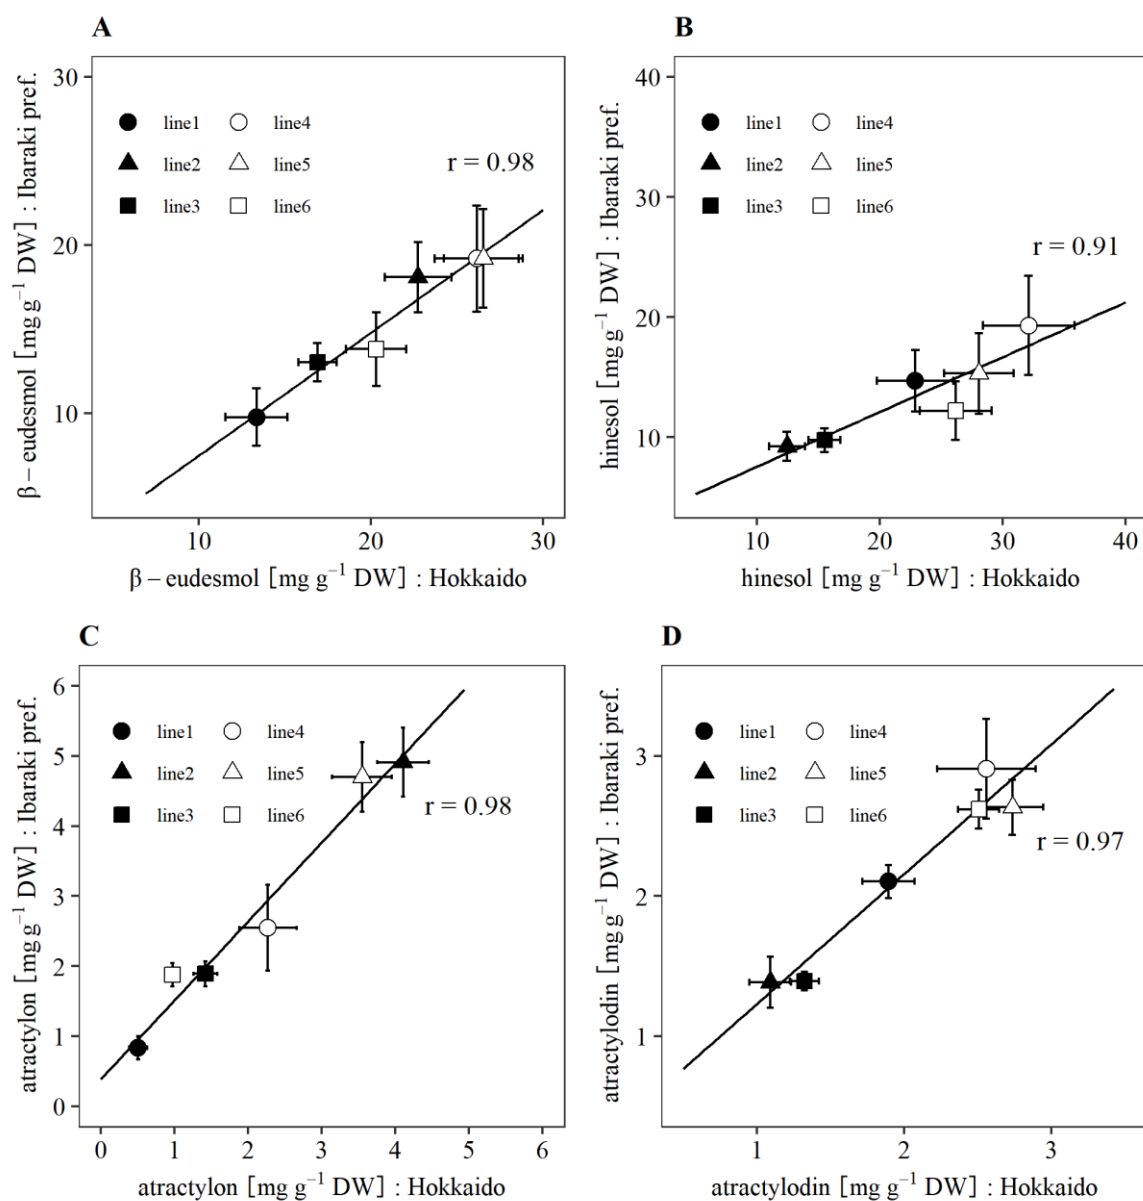 A
β – eudesmol [mg g⁻¹ DW] : Ibaraki pref.
30
20
10
line1
line4
line2
line5
line3
line6
r = 0.98
10
20
30
β – eudesmol [mg g⁻¹ DW] : Hokkaido
B
hinesol [mg g⁻¹ DW] : Ibaraki pref.
40
30
20
10
line1
line4
line2
line5
line3
line6
r = 0.91
10
20
30
40
hinesol [mg g⁻¹ DW] : Hokkaido
C
atractylon [mg g⁻¹ DW] : Ibaraki pref.
6
5
4
3
2
1
0
line1
line4
line2
line5
line3
line6
r = 0.98
0
1
2
3
4
5
6
atractylon [mg g⁻¹ DW] : Hokkaido
D
atractylodin [mg g⁻¹ DW] : Ibaraki pref.
3
2
1
line1
line4
line2
line5
line3
line6
r = 0.97
1
2
3
atractylodin [mg g⁻¹ DW] : Hokkaido